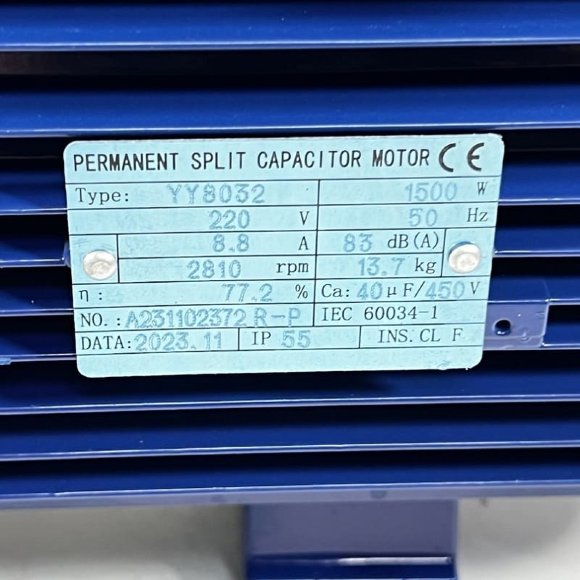 PERMANENT SPLIT CAPACITOR MOTOR CE
Type: YY8032 1500 W
220 V 50 Hz
8.8 A 83 dB(A)
2810 rpm 13.7 kg
η: 77.2 % Ca: 40μF/450V
NO.: A231102372 R-P IEC 60034-1
DATA: 2023.11 IP 55 INS. CL F